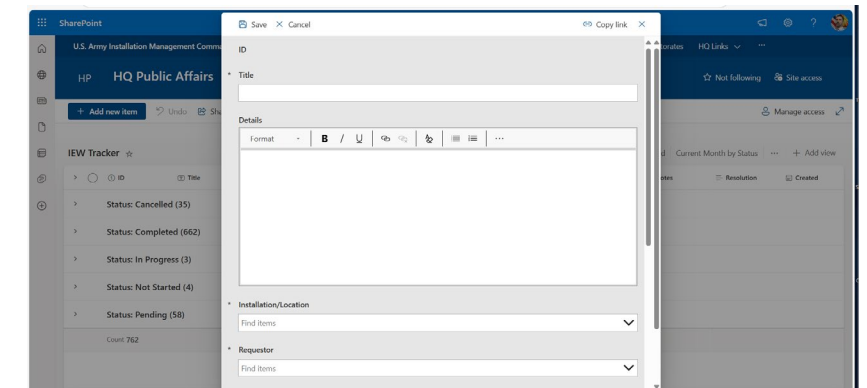 SharePoint
U.S. Army Installation Management Comm
torates HQ Links
HP HQ Public Affairs
Not following Site access
+ Add new item Undo Sha
Manage access
IEW Tracker
d Current Month by Status ... + Add view
ID Title
otes Resolution Created
Status: Cancelled (35)
Status: Completed (662)
Status: In Progress (3)
Status: Not Started (4)
Status: Pending (58)
Count 762
Save Cancel Copy link
ID
* Title
Details
Format B I U ...
* Installation/Location
Find items
* Requestor
Find items